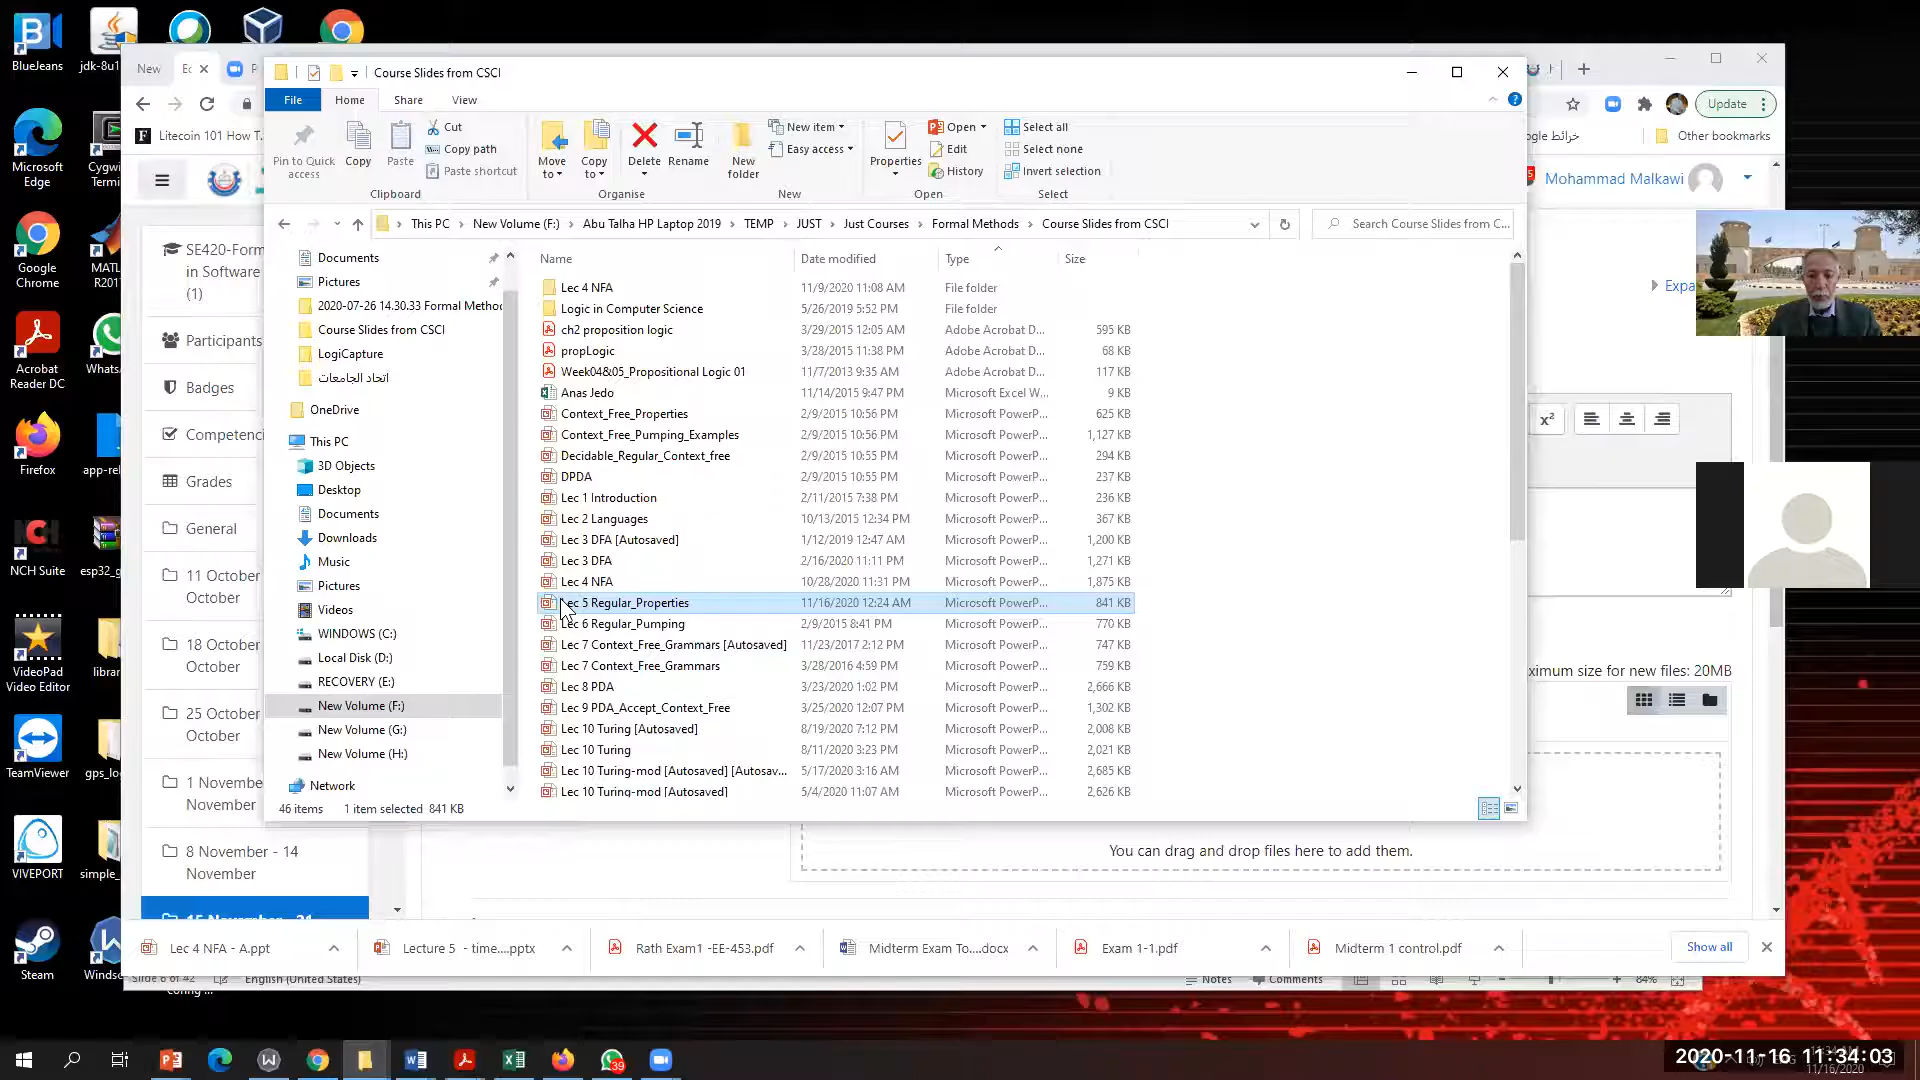 BlueJeans
jdk-8u1
Microsoft
Edge
Cygw
Termi
Google
Chrome
MATL
R2017
Acrobat
Reader DC
Whats
Firefox
app-rel
NCH Suite
esp32_g
VideoPad
Video Editor
librar
TeamViewer
gps_lo
VIVEPORT
simple_
Steam
Windso
New
Update
Litecoin 101 How T
Other bookmarks
Mohammad Malkawi
SE420-Form
in Software
(1)
Participants
Badges
Competenci
Grades
General
11 October
October
18 October
October
25 October
October
1 Novembe
November
8 November - 14
November
15 November - 21
Course Slides from CSCI
File
Home
Share
View
Pin to Quick
access
Copy
Paste
Cut
Copy path
Paste shortcut
Clipboard
Move
to
Copy
to
Delete
Rename
Organise
New
folder
New item
Easy access
New
Properties
Open
Edit
History
Open
Select all
Select none
Invert selection
Select
This PC
New Volume (F:)
Abu Talha HP Laptop 2019
TEMP
JUST
Just Courses
Formal Methods
Course Slides from CSCI
Search Course Slides from C...
Documents
Pictures
2020-07-26 14.30.33 Formal Metho
Course Slides from CSCI
LogiCapture
اتحاد الجامعات
OneDrive
This PC
3D Objects
Desktop
Documents
Downloads
Music
Pictures
Videos
WINDOWS (C:)
Local Disk (D:)
RECOVERY (E:)
New Volume (F:)
New Volume (G:)
New Volume (H:)
Network
Name Date modified Type Size
Lec 4 NFA 11/9/2020 11:08 AM File folder
Logic in Computer Science 5/26/2019 5:52 PM File folder
ch2 proposition logic 3/29/2015 12:05 AM Adobe Acrobat D... 595 KB
propLogic 3/28/2015 11:38 PM Adobe Acrobat D... 68 KB
Week04&05_Propositional Logic 01 11/7/2013 9:35 AM Adobe Acrobat D... 117 KB
Anas Jedo 11/14/2015 9:47 PM Microsoft Excel W... 9 KB
Context_Free_Properties 2/9/2015 10:56 PM Microsoft PowerP... 625 KB
Context_Free_Pumping_Examples 2/9/2015 10:56 PM Microsoft PowerP... 1,127 KB
Decidable_Regular_Context_free 2/9/2015 10:55 PM Microsoft PowerP... 294 KB
DPDA 2/9/2015 10:55 PM Microsoft PowerP... 237 KB
Lec 1 Introduction 2/11/2015 7:38 PM Microsoft PowerP... 236 KB
Lec 2 Languages 10/13/2015 12:34 PM Microsoft PowerP... 367 KB
Lec 3 DFA [Autosaved] 1/12/2019 12:47 AM Microsoft PowerP... 1,200 KB
Lec 3 DFA 2/16/2020 11:11 PM Microsoft PowerP... 1,271 KB
Lec 4 NFA 10/28/2020 11:31 PM Microsoft PowerP... 1,875 KB
Lec 5 Regular_Properties 11/16/2020 12:24 AM Microsoft PowerP... 841 KB
Lec 6 Regular_Pumping 2/9/2015 8:41 PM Microsoft PowerP... 770 KB
Lec 7 Context_Free_Grammars [Autosaved] 11/23/2017 2:12 PM Microsoft PowerP... 747 KB
Lec 7 Context_Free_Grammars 3/28/2016 4:59 PM Microsoft PowerP... 759 KB
Lec 8 PDA 3/23/2020 1:02 PM Microsoft PowerP... 2,666 KB
Lec 9 PDA_Accept_Context_Free 3/25/2020 12:07 PM Microsoft PowerP... 1,302 KB
Lec 10 Turing [Autosaved] 8/19/2020 7:12 PM Microsoft PowerP... 2,008 KB
Lec 10 Turing 8/11/2020 3:23 PM Microsoft PowerP... 2,021 KB
Lec 10 Turing-mod [Autosaved] [Autosav... 5/17/2020 3:16 AM Microsoft PowerP... 2,685 KB
Lec 10 Turing-mod [Autosaved] 5/4/2020 11:07 AM Microsoft PowerP... 2,626 KB
46 items 1 item selected 841 KB
Expa
ximum size for new files: 20MB
You can drag and drop files here to add them.
Lec 4 NFA - A.ppt
Lecture 5 - time....pptx
Rath Exam1 -EE-453.pdf
Midterm Exam To....docx
Exam 1-1.pdf
Midterm 1 control.pdf
Show all
Slide 6 of 42
English (United States)
Notes
Comments
84%
39
2020-11-16 11:34:03
11/16/2020